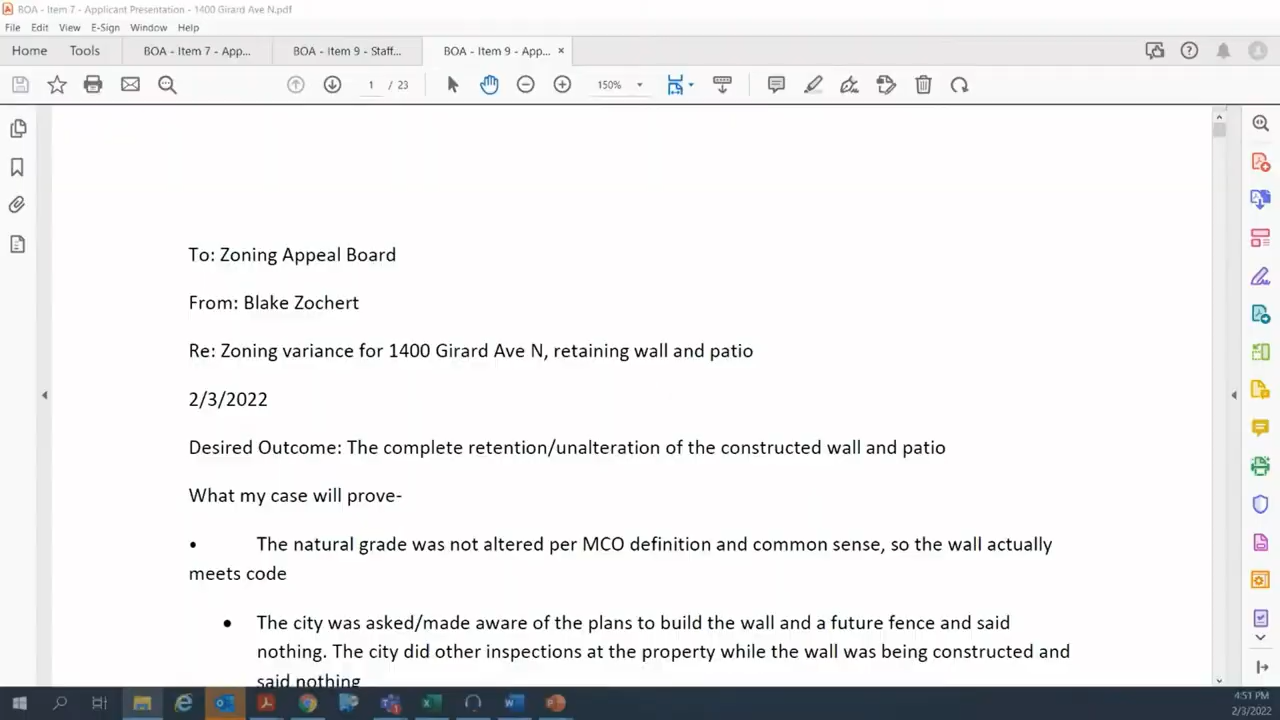 BOA - Item 7 - Applicant Presentation - 1400 Girard Ave N.pdf
File Edit View E-Sign Window Help
Home Tools BOA - Item 7 - App... BOA - Item 9 - Staff... BOA - Item 9 - App... ×
1 / 23 150%
To: Zoning Appeal Board
From: Blake Zochert
Re: Zoning variance for 1400 Girard Ave N, retaining wall and patio
2/3/2022
Desired Outcome: The complete retention/unalteration of the constructed wall and patio
What my case will prove-
• The natural grade was not altered per MCO definition and common sense, so the wall actually
meets code
• The city was asked/made aware of the plans to build the wall and a future fence and said
nothing. The city did other inspections at the property while the wall was being constructed and
said nothing
4:51 PM
2/3/2022